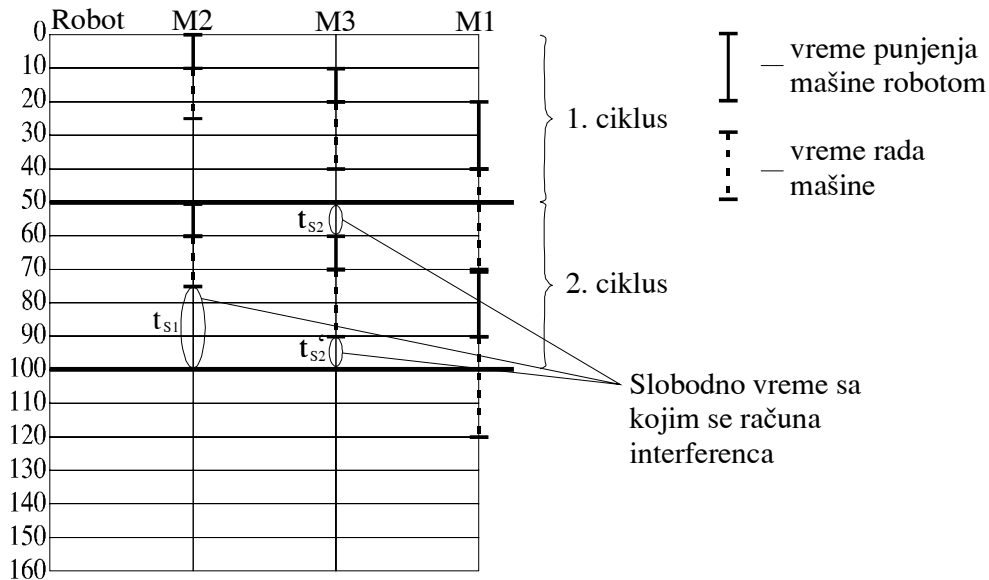 Robot M2 M3 M1
0
10
20
30
40
50
60
70
80
90
100
110
120
130
140
150
160
tS2
tS1
tS2‘
1. ciklus
2. ciklus
vreme punjenja
mašine robotom
vreme rada
mašine
Slobodno vreme sa
kojim se računa
interferenca